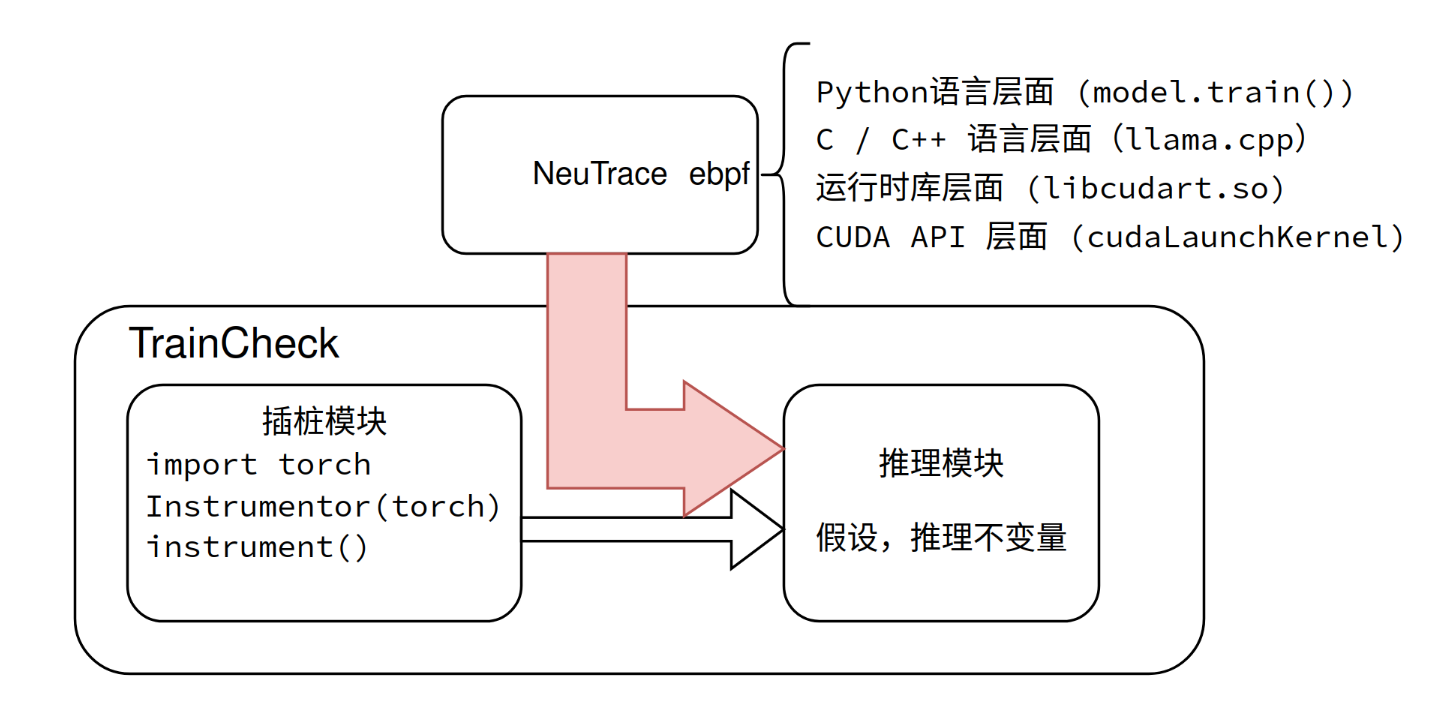 Python语言层面 (model.train())
C / C++ 语言层面（llama.cpp）
NeuTrace ebpf
运行时库层面 (libcudart.so)
CUDA API 层面 (cudaLaunchKernel)
TrainCheck
插桩模块
import torch
Instrumentor(torch)
instrument()
推理模块
假设，推理不变量